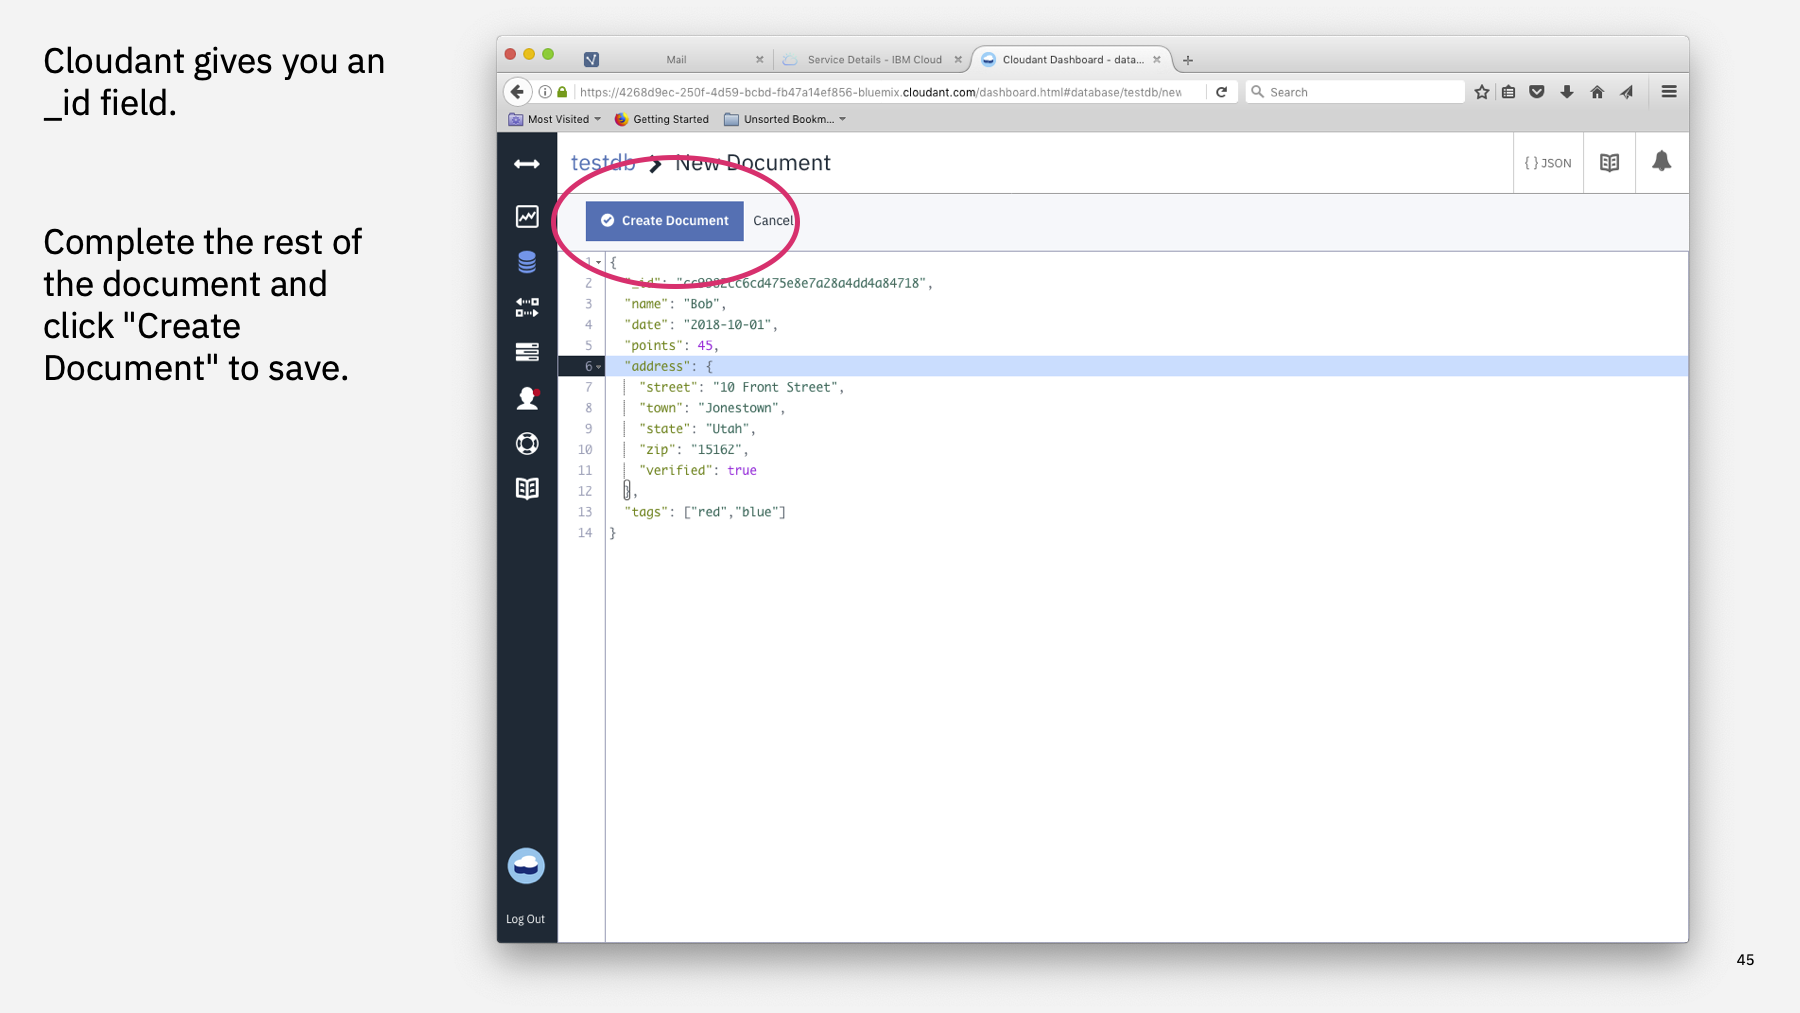 Cloudant gives you an
_id field.
Complete the rest of
the document and
click "Create
Document" to save.
Mail
Service Details - IBM Cloud
Cloudant Dashboard - data...
https://4268d9ec-250f-4d59-bcbd-fb47a14ef856-bluemix.cloudant.com/dashboard.html#database/testdb/new
Search
Most Visited
Getting Started
Unsorted Bookm...
testdb > New Document
{ } JSON
Create Document
Cancel
1 {
2 "_id": "cc9982cc6cd475e8e7a28a4dd4a84718",
3 "name": "Bob",
4 "date": "2018-10-01",
5 "points": 45,
6 "address": {
7 "street": "10 Front Street",
8 "town": "Jonestown",
9 "state": "Utah",
10 "zip": "15162",
11 "verified": true
12 },
13 "tags": ["red","blue"]
14 }
Log Out
45